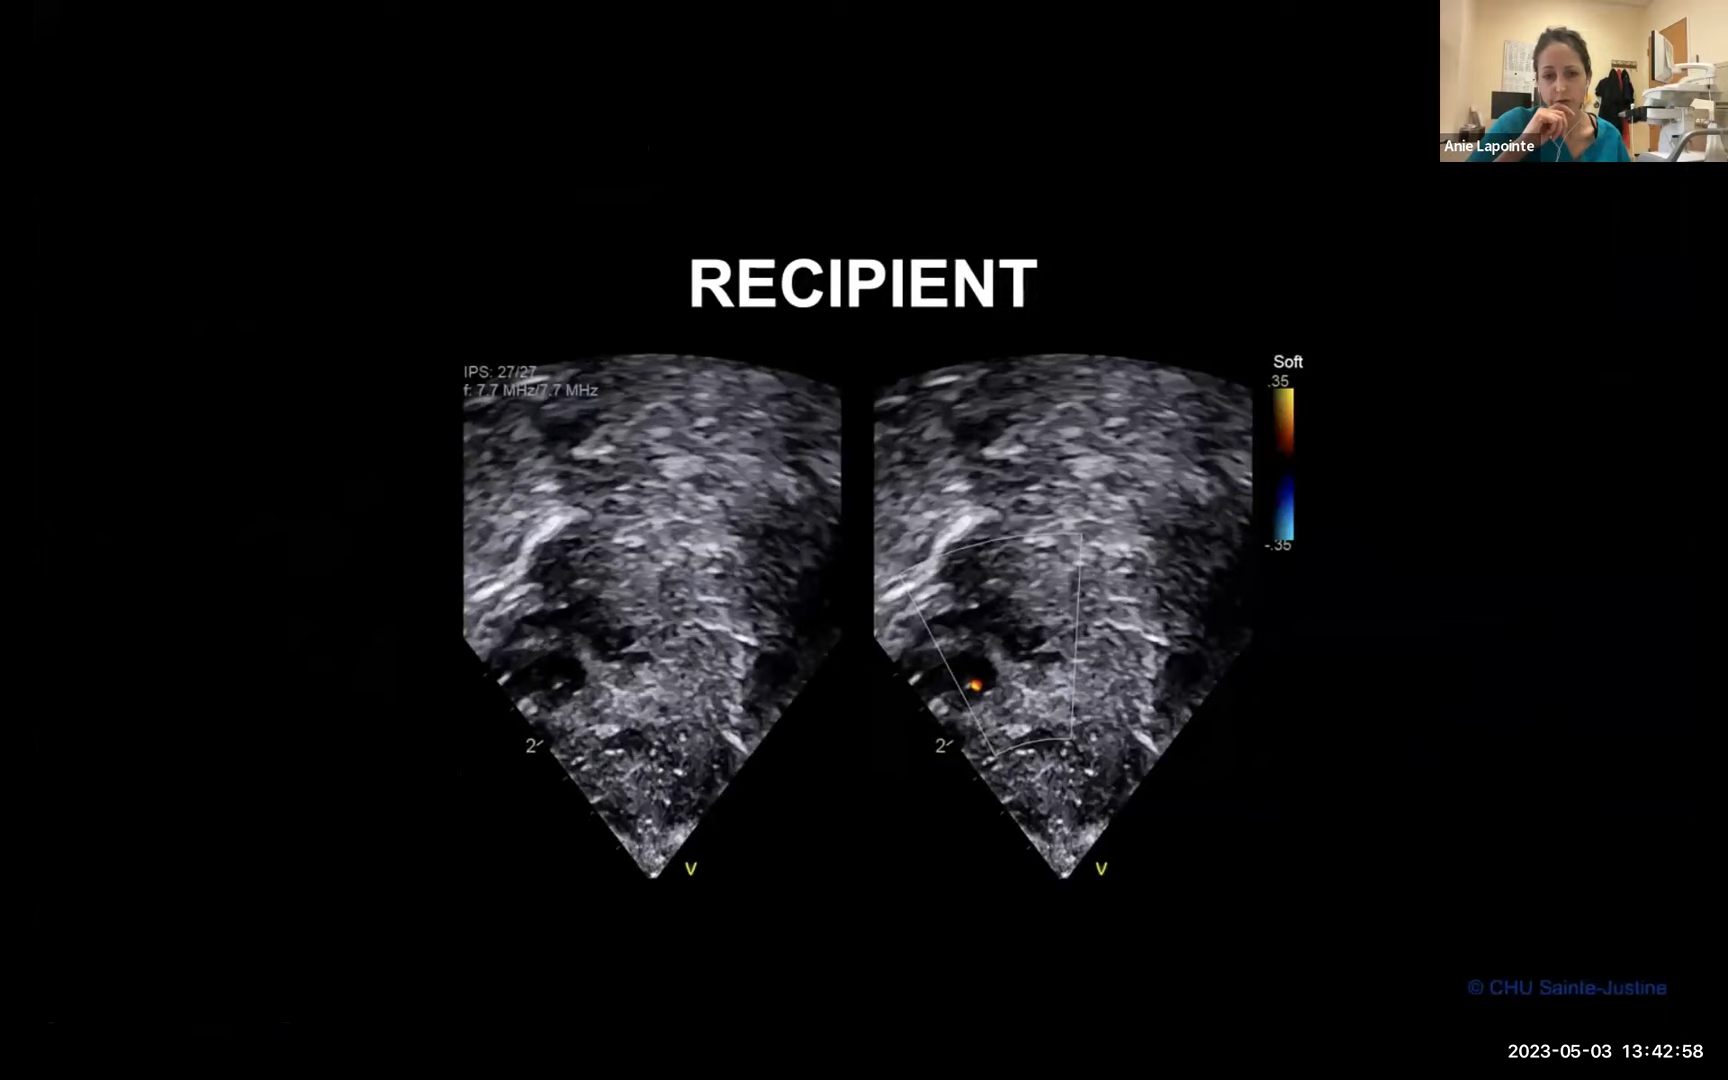 Anie Lapointe
RECIPIENT
IPS: 27/27
f: 7.7 MHz/7.7 MHz
Soft
.35
-.35
2
2
V
V
© CHU Sainte-Justine
2023-05-03 13:42:58